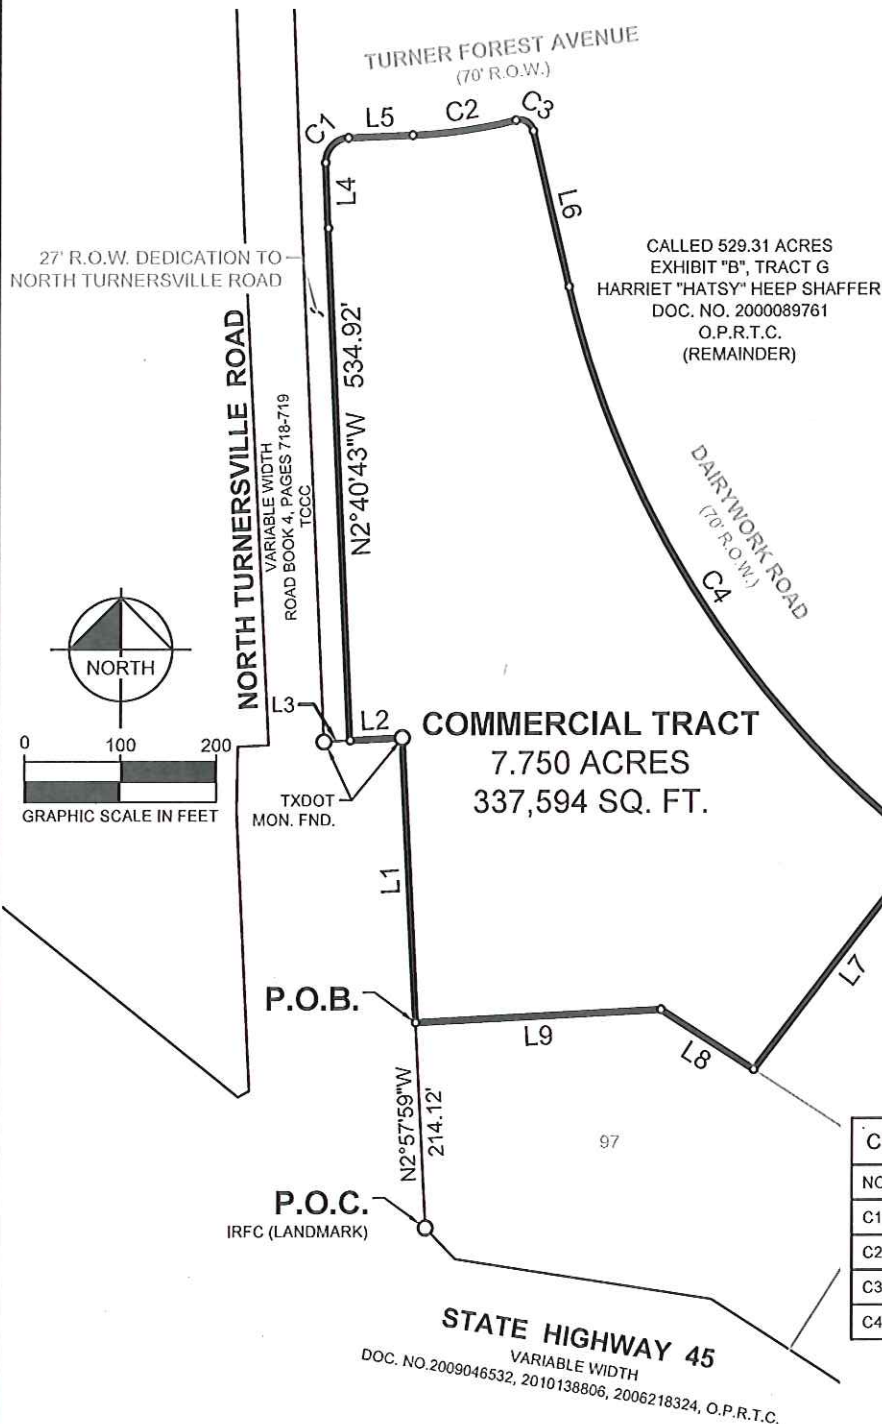 TURNER FOREST AVENUE
(70' R.O.W.)
C1
L5
C2
C3
L4
L6
27' R.O.W. DEDICATION TO
NORTH TURNERSVILLE ROAD
CALLED 529.31 ACRES
EXHIBIT "B", TRACT G
HARRIET "HATSY" HEEP SHAFFER
DOC. NO. 2000089761
O.P.R.T.C.
(REMAINDER)
NORTH TURNERSVILLE ROAD
VARIABLE WIDTH
ROAD BOOK 4, PAGES 718-719
TCCC
N2°40'43"W 534.92'
DAIRYWORK ROAD
(70' R.O.W.)
C4
NORTH
L3
L2
COMMERCIAL TRACT
7.750 ACRES
337,594 SQ. FT.
0 100 200
GRAPHIC SCALE IN FEET
TXDOT
MON. FND.
L1
L7
P.O.B.
L9
L8
N2°57'59"W
214.12'
97
P.O.C.
IRFC (LANDMARK)
C
NO
C1
C2
C3
C4
STATE HIGHWAY 45
VARIABLE WIDTH
DOC. NO.2009046532, 2010138806, 2006218324, O.P.R.T.C.